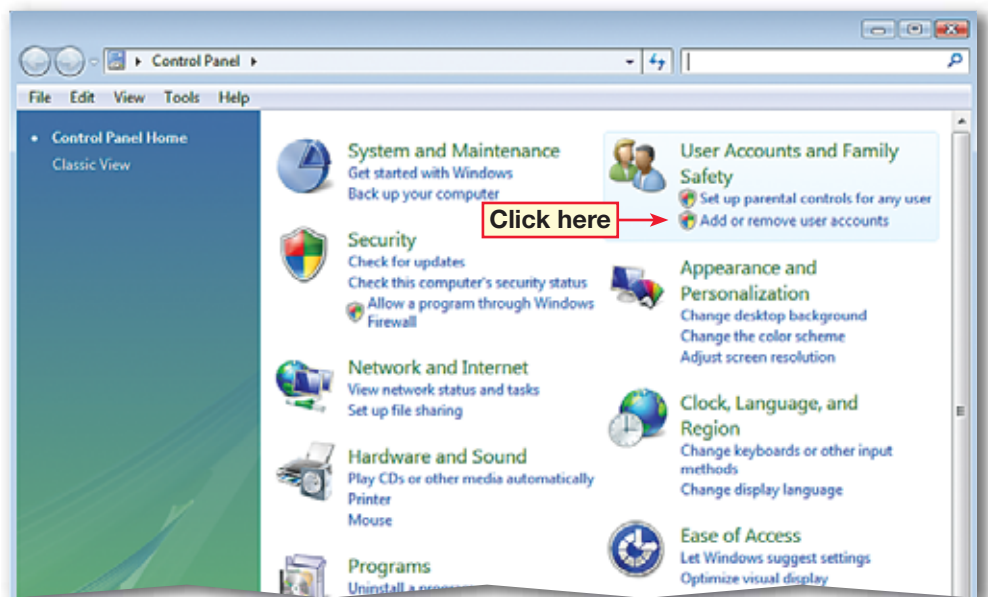 Control Panel
File Edit View Tools Help
Control Panel Home
Classic View
System and Maintenance
Get started with Windows
Back up your computer
Security
Check for updates
Check this computer's security status
Allow a program through Windows
Firewall
Network and Internet
View network status and tasks
Set up file sharing
Hardware and Sound
Play CDs or other media automatically
Printer
Mouse
Programs
Uninstall a
User Accounts and Family
Safety
Set up parental controls for any user
Click here
Add or remove user accounts
Appearance and
Personalization
Change desktop background
Change the color scheme
Adjust screen resolution
Clock, Language, and
Region
Change keyboards or other input
methods
Change display language
Ease of Access
Let Windows suggest settings
Optimize visual display